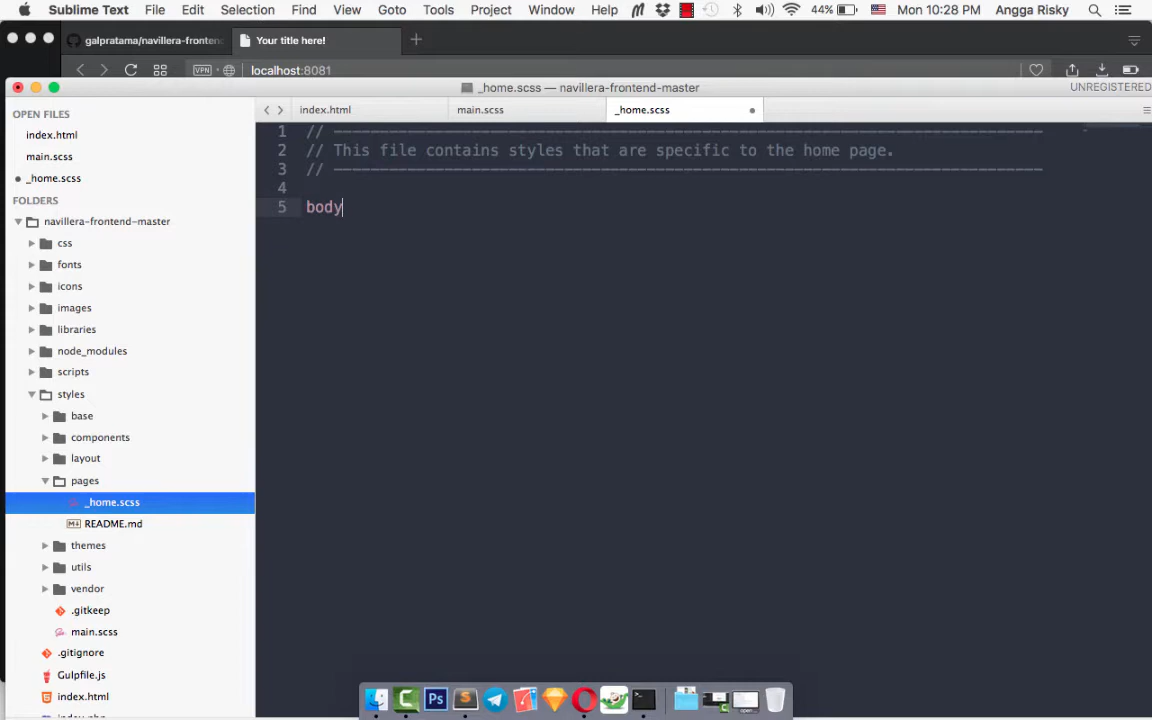 Sublime Text File Edit Selection Find View Goto Tools Project Window Help 44% Mon 10:28 PM Angga Risky
galpratama/navillera-fronten Your title here!
VPN localhost:8081
_home.scss — navillera-frontend-master UNREGISTERED
OPEN FILES
index.html
main.scss
_home.scss
FOLDERS
navillera-frontend-master
css
fonts
icons
images
libraries
node_modules
scripts
styles
base
components
layout
pages
_home.scss
README.md
themes
utils
vendor
.gitkeep
main.scss
.gitignore
Gulpfile.js
index.html
index.php
index.html main.scss _home.scss
1 // -----------------------------------------------------------------------------
2 // This file contains styles that are specific to the home page.
3 // -----------------------------------------------------------------------------
4
5 body